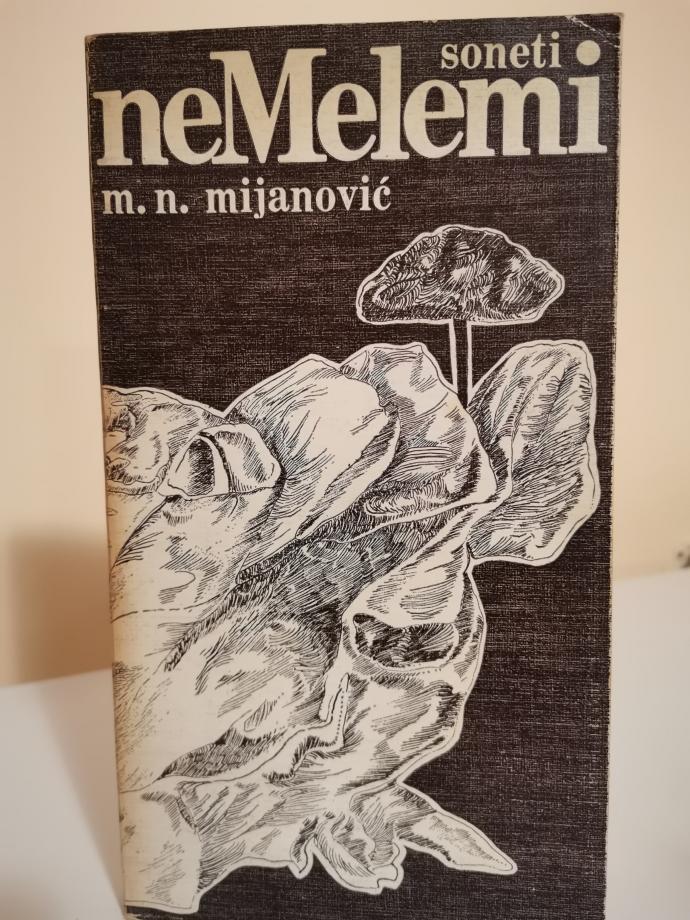 soneti
neMelemi
m. n. mijanović